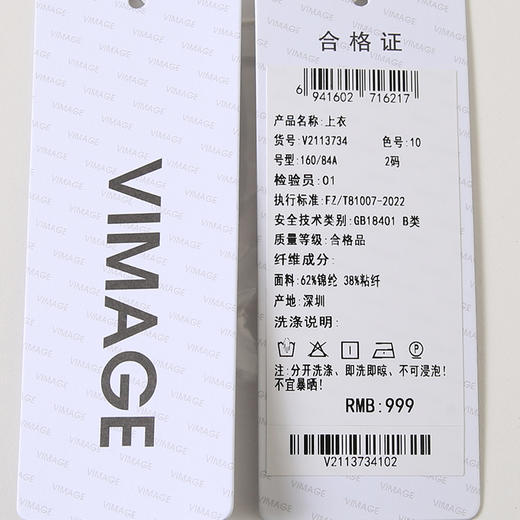 VIMAGE
合格证
6 941602 716217
产品名称:上衣
货号:V2113734 色号:10
号型:160/84A 2码
检验员:01
执行标准:FZ/T81007-2022
安全技术类别:GB18401 B类
质量等级:合格品
纤维成分:
面料:62%锦纶 38%粘纤
产地:深圳
洗涤说明:
注:分开洗涤、即洗即晾、不可浸泡!
不宜暴晒!
RMB:999
V2113734102